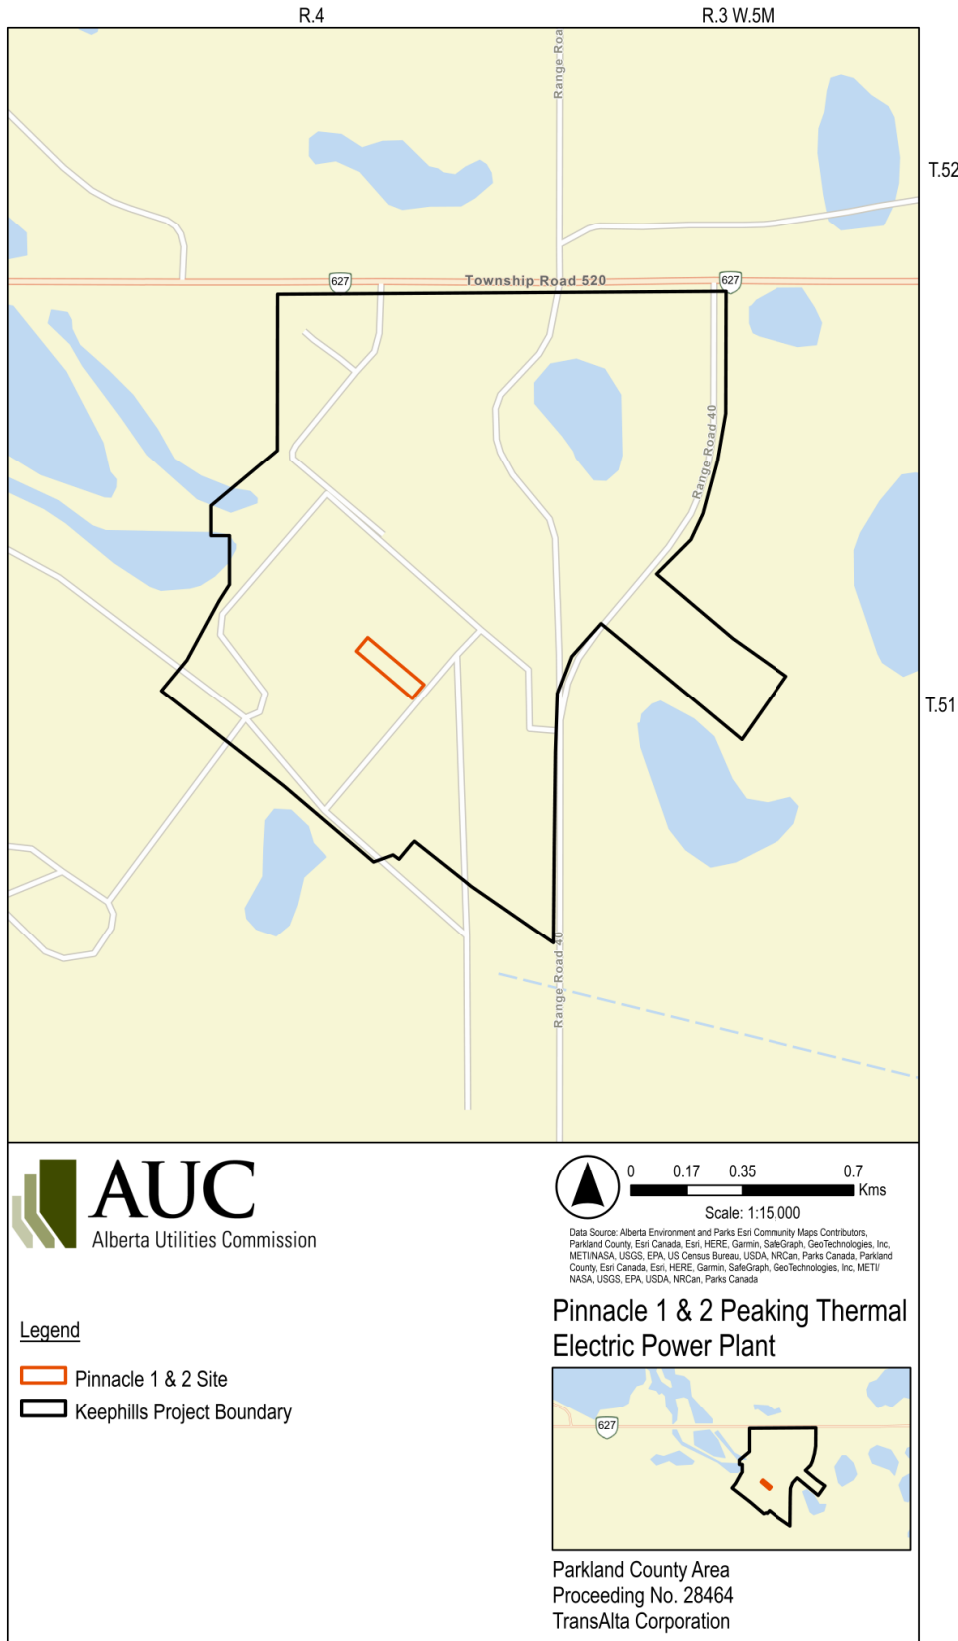 R.4
R.3 W.5M
Range Roa
T.52
627
Township Road 520
627
Range Road 40
T.51
Range Road 40
AUC
Alberta Utilities Commission
0 0.17 0.35 0.7
Kms
Scale: 1:15,000
Data Source: Alberta Environment and Parks Esri Community Maps Contributors,
Parkland County, Esri Canada, Esri, HERE, Garmin, SafeGraph, GeoTechnologies, Inc,
METI/NASA, USGS, EPA, US Census Bureau, USDA, NRCan, Parks Canada, Parkland
County, Esri Canada, Esri, HERE, Garmin, SafeGraph, GeoTechnologies, Inc, METI/
NASA, USGS, EPA, USDA, NRCan, Parks Canada
Pinnacle 1 & 2 Peaking Thermal
Electric Power Plant
Legend
Pinnacle 1 & 2 Site
Keephills Project Boundary
627
Parkland County Area
Proceeding No. 28464
TransAlta Corporation